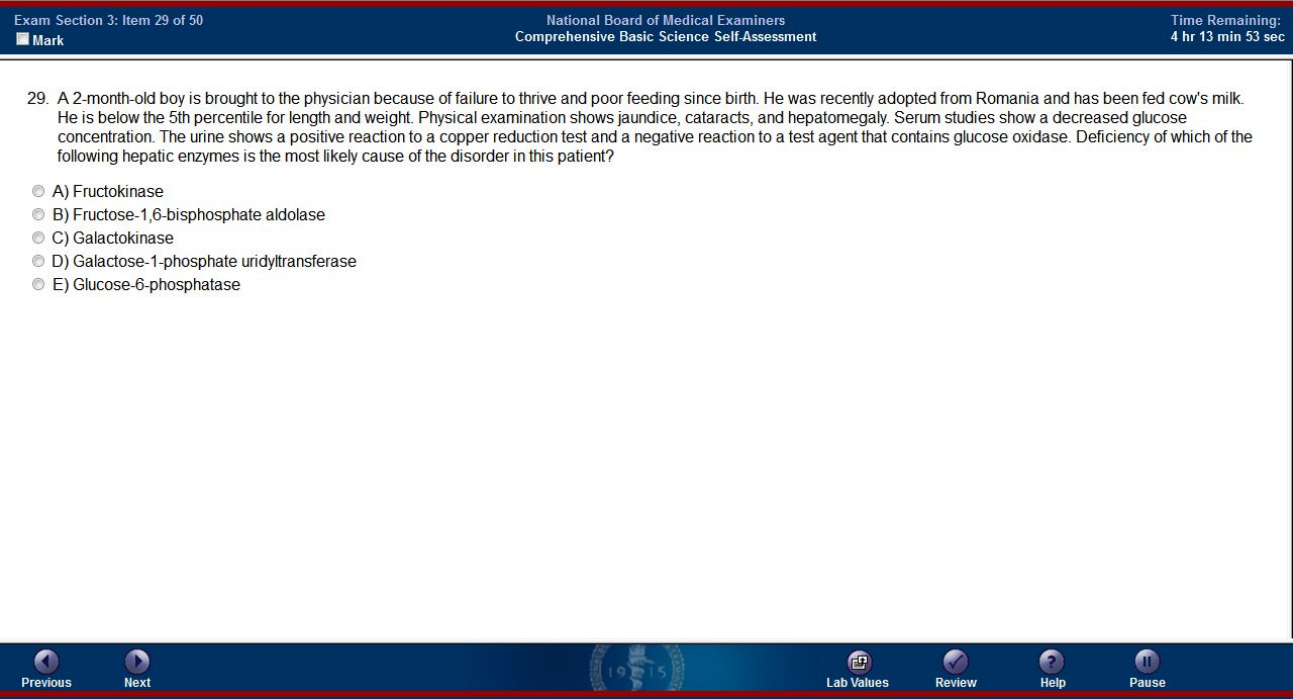 Exam Section 3: Item 29 of 50
National Board of Medical Examiners
Time Remaining:
Mark
Comprehensive Basic Science Self-Assessment
4 hr 13 min 53 sec
29. A 2-month-old boy is brought to the physician because of failure to thrive and poor feeding since birth. He was recently adopted from Romania and has been fed cow's milk.
He is below the 5th percentile for length and weight. Physical examination shows jaundice, cataracts, and hepatomegaly. Serum studies show a decreased glucose
concentration. The urine shows a positive reaction to a copper reduction test and a negative reaction to a test agent that contains glucose oxidase. Deficiency of which of the
following hepatic enzymes is the most likely cause of the disorder in this patient?
A) Fructokinase
B) Fructose-1,6-bisphosphate aldolase
C) Galactokinase
D) Galactose-1-phosphate uridyltransferase
E) Glucose-6-phosphatase
1915
Previous
Next
Lab Values
Review
Help
Pause